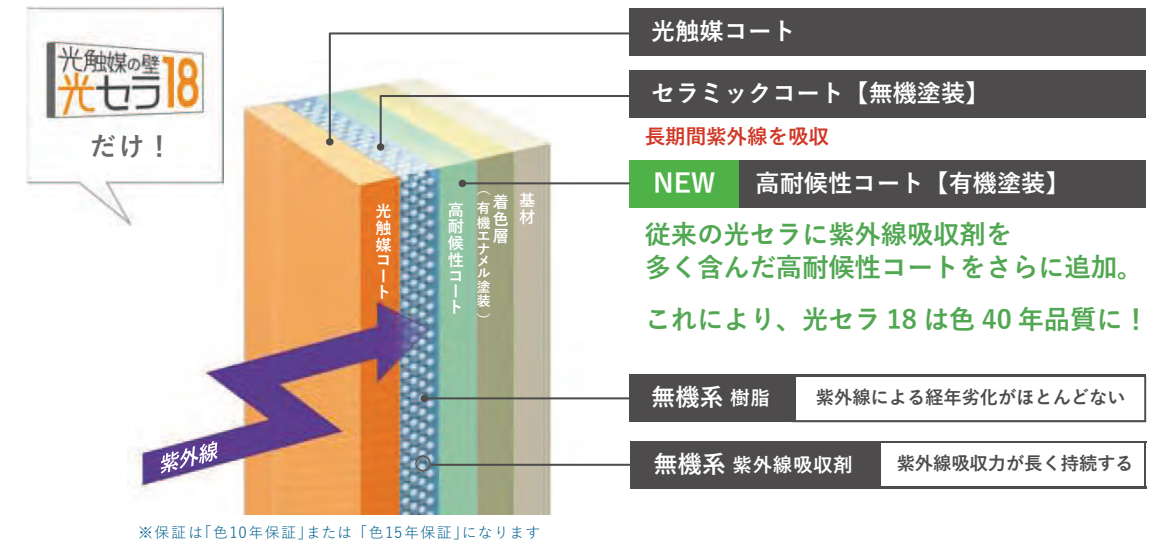 光触媒の壁
光セラ18
だけ！
光触媒コート
セラミックコート【無機塗装】
長期間紫外線を吸収
NEW 高耐候性コート【有機塗装】
従来の光セラに紫外線吸収剤を
多く含んだ高耐候性コートをさらに追加。
これにより、光セラ 18 は色 40 年品質に！
光触媒コート
高耐候性コート
着色層
（有機エナメル塗装）
基材
紫外線
無機系 樹脂 紫外線による経年劣化がほとんどない
無機系 紫外線吸収剤 紫外線吸収力が長く持続する
※保証は「色10年保証」または「色15年保証」になります